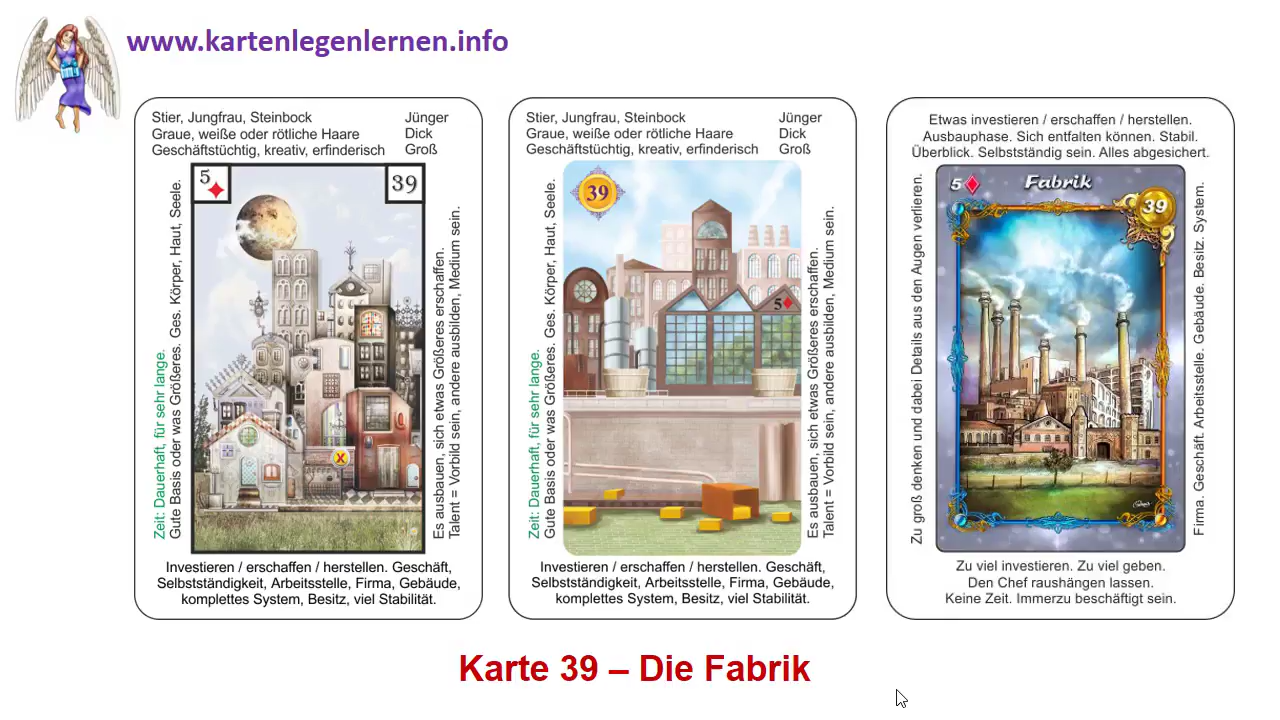 www.kartenlegenlernen.info
Stier, Jungfrau, Steinbock Jünger
Graue, weiße oder rötliche Haare Dick
Geschäftstüchtig, kreativ, erfinderisch Groß
5 39
X
Zeit: Dauerhaft, für sehr lange.
Gute Basis oder was Größeres. Ges. Körper, Haut, Seele.
Es ausbauen, sich etwas Größeres erschaffen.
Talent = Vorbild sein, andere ausbilden, Medium sein.
Investieren / erschaffen / herstellen. Geschäft,
Selbstständigkeit, Arbeitsstelle, Firma, Gebäude,
komplettes System, Besitz, viel Stabilität.
Stier, Jungfrau, Steinbock Jünger
Graue, weiße oder rötliche Haare Dick
Geschäftstüchtig, kreativ, erfinderisch Groß
39
5♦
Zeit: Dauerhaft, für sehr lange.
Gute Basis oder was Größeres. Ges. Körper, Haut, Seele.
Es ausbauen, sich etwas Größeres erschaffen.
Talent = Vorbild sein, andere ausbilden, Medium sein.
Investieren / erschaffen / herstellen. Geschäft,
Selbstständigkeit, Arbeitsstelle, Firma, Gebäude,
komplettes System, Besitz, viel Stabilität.
Etwas investieren / erschaffen / herstellen.
Ausbauphase. Sich entfalten können. Stabil.
Überblick. Selbstständig sein. Alles abgesichert.
5♦ Fabrik
39
Zu groß denken und dabei Details aus den Augen verlieren.
Firma. Geschäft. Arbeitsstelle. Gebäude. Besitz. System.
Zu viel investieren. Zu viel geben.
Den Chef raushängen lassen.
Keine Zeit. Immerzu beschäftigt sein.
Karte 39 – Die Fabrik